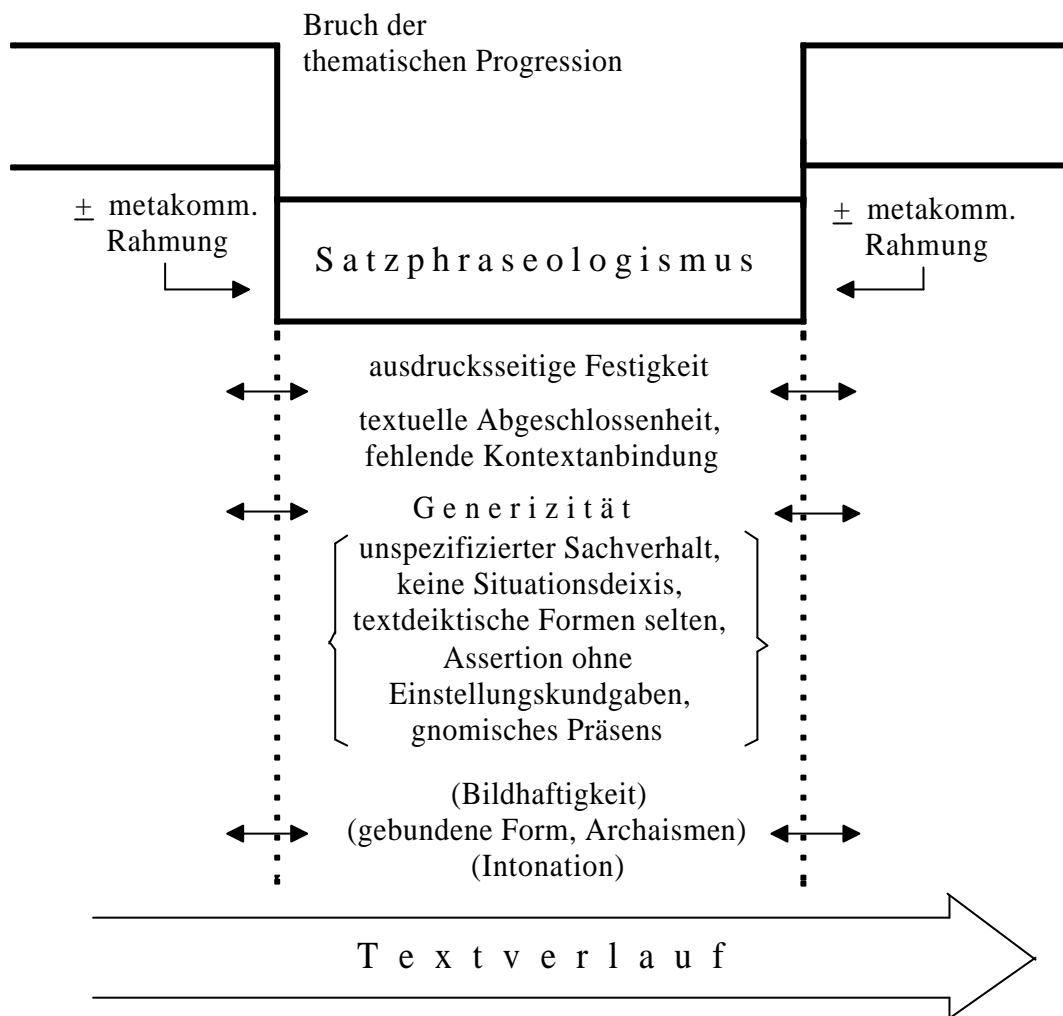 Bruch der
thematischen Progression
± metakomm.
Rahmung
Satzphraseologismus
± metakomm.
Rahmung
ausdrucksseitige Festigkeit
textuelle Abgeschlossenheit,
fehlende Kontextanbindung
Generizität
unspezifizierter Sachverhalt,
keine Situationsdeixis,
textdeiktische Formen selten,
Assertion ohne
Einstellungskundgaben,
gnomisches Präsens
(Bildhaftigkeit)
(gebundene Form, Archaismen)
(Intonation)
Textverlauf